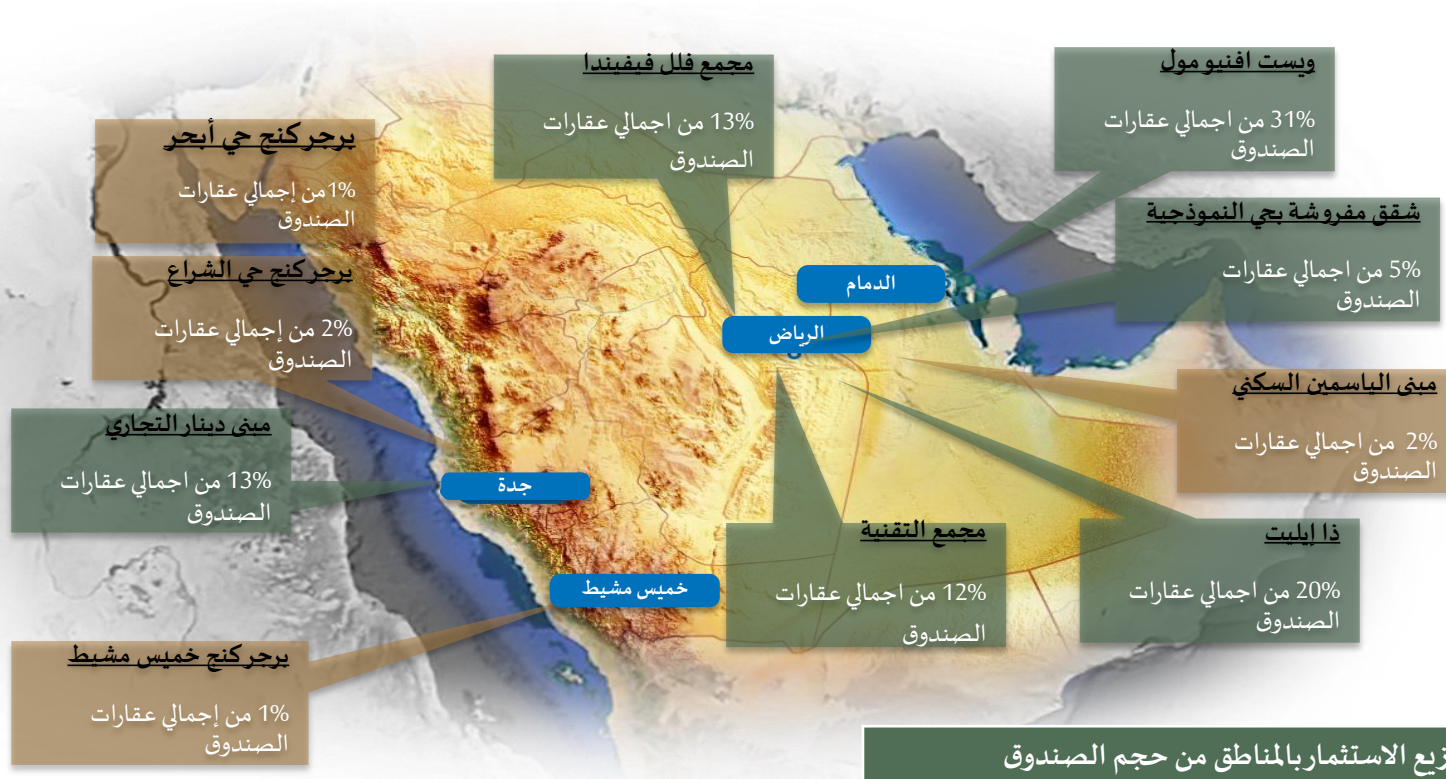 ويست افنيو مول
31% من اجمالي عقارات
الصندوق
مجمع فلل فيفيندا
13% من اجمالي عقارات
الصندوق
برجر كنج حي أبحر
1% من إجمالي عقارات
الصندوق
شقق مفروشة بحي النموذجية
5% من اجمالي عقارات
الصندوق
برجر كنج حي الشراع
2% من إجمالي عقارات
الصندوق
الدمام
الرياض
مبنى الياسمين السكني
2% من اجمالي عقارات
الصندوق
مبنى دينار التجاري
13% من اجمالي عقارات
الصندوق
جدة
ذا إيليت
20% من اجمالي عقارات
الصندوق
مجمع التقنية
12% من اجمالي عقارات
الصندوق
خميس مشيط
برجر كنج خميس مشيط
1% من إجمالي عقارات
الصندوق
زيع الاستثمار بالمناطق من حجم الصندوق